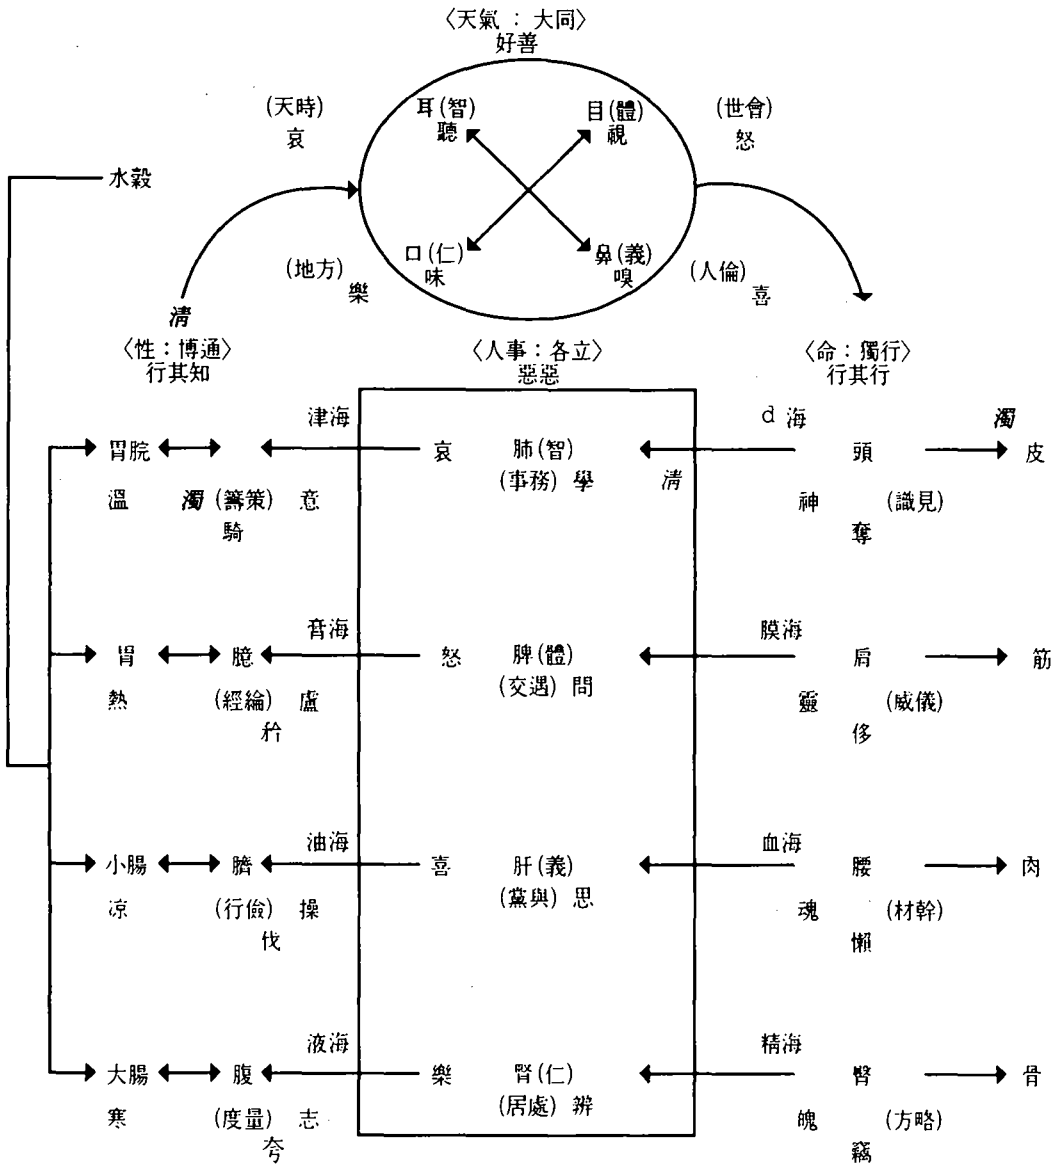 〈天氣 : 大同〉
好善
(天時)
哀
耳(智)
聽
目(體)
視
(世會)
怒
水穀
(地方)
樂
口(仁)
味
鼻(義)
嗅
(人倫)
喜
淸
〈性 : 博通〉
行其知
〈人事 : 各立〉
惡惡
〈命 : 獨行〉
行其行
胃脘
津海
哀
肺(智)
d 海
頭
濁
皮
溫
濁
(籌策) 意
騎
(事務) 學
淸
神
(識見)
奪
胃
臆
膏海
怒
脾(體)
膜海
肩
筋
熱
(經綸) 盧
矜
(交遇) 問
靈
(威儀)
侈
小腸
臍
油海
喜
肝(義)
血海
腰
肉
凉
(行儉) 操
伐
(黨與) 思
魂
(材幹)
懶
大腸
腹
液海
樂
腎(仁)
精海
臀
骨
寒
(度量) 志
夸
(居處) 辨
魄
(方略)
竊